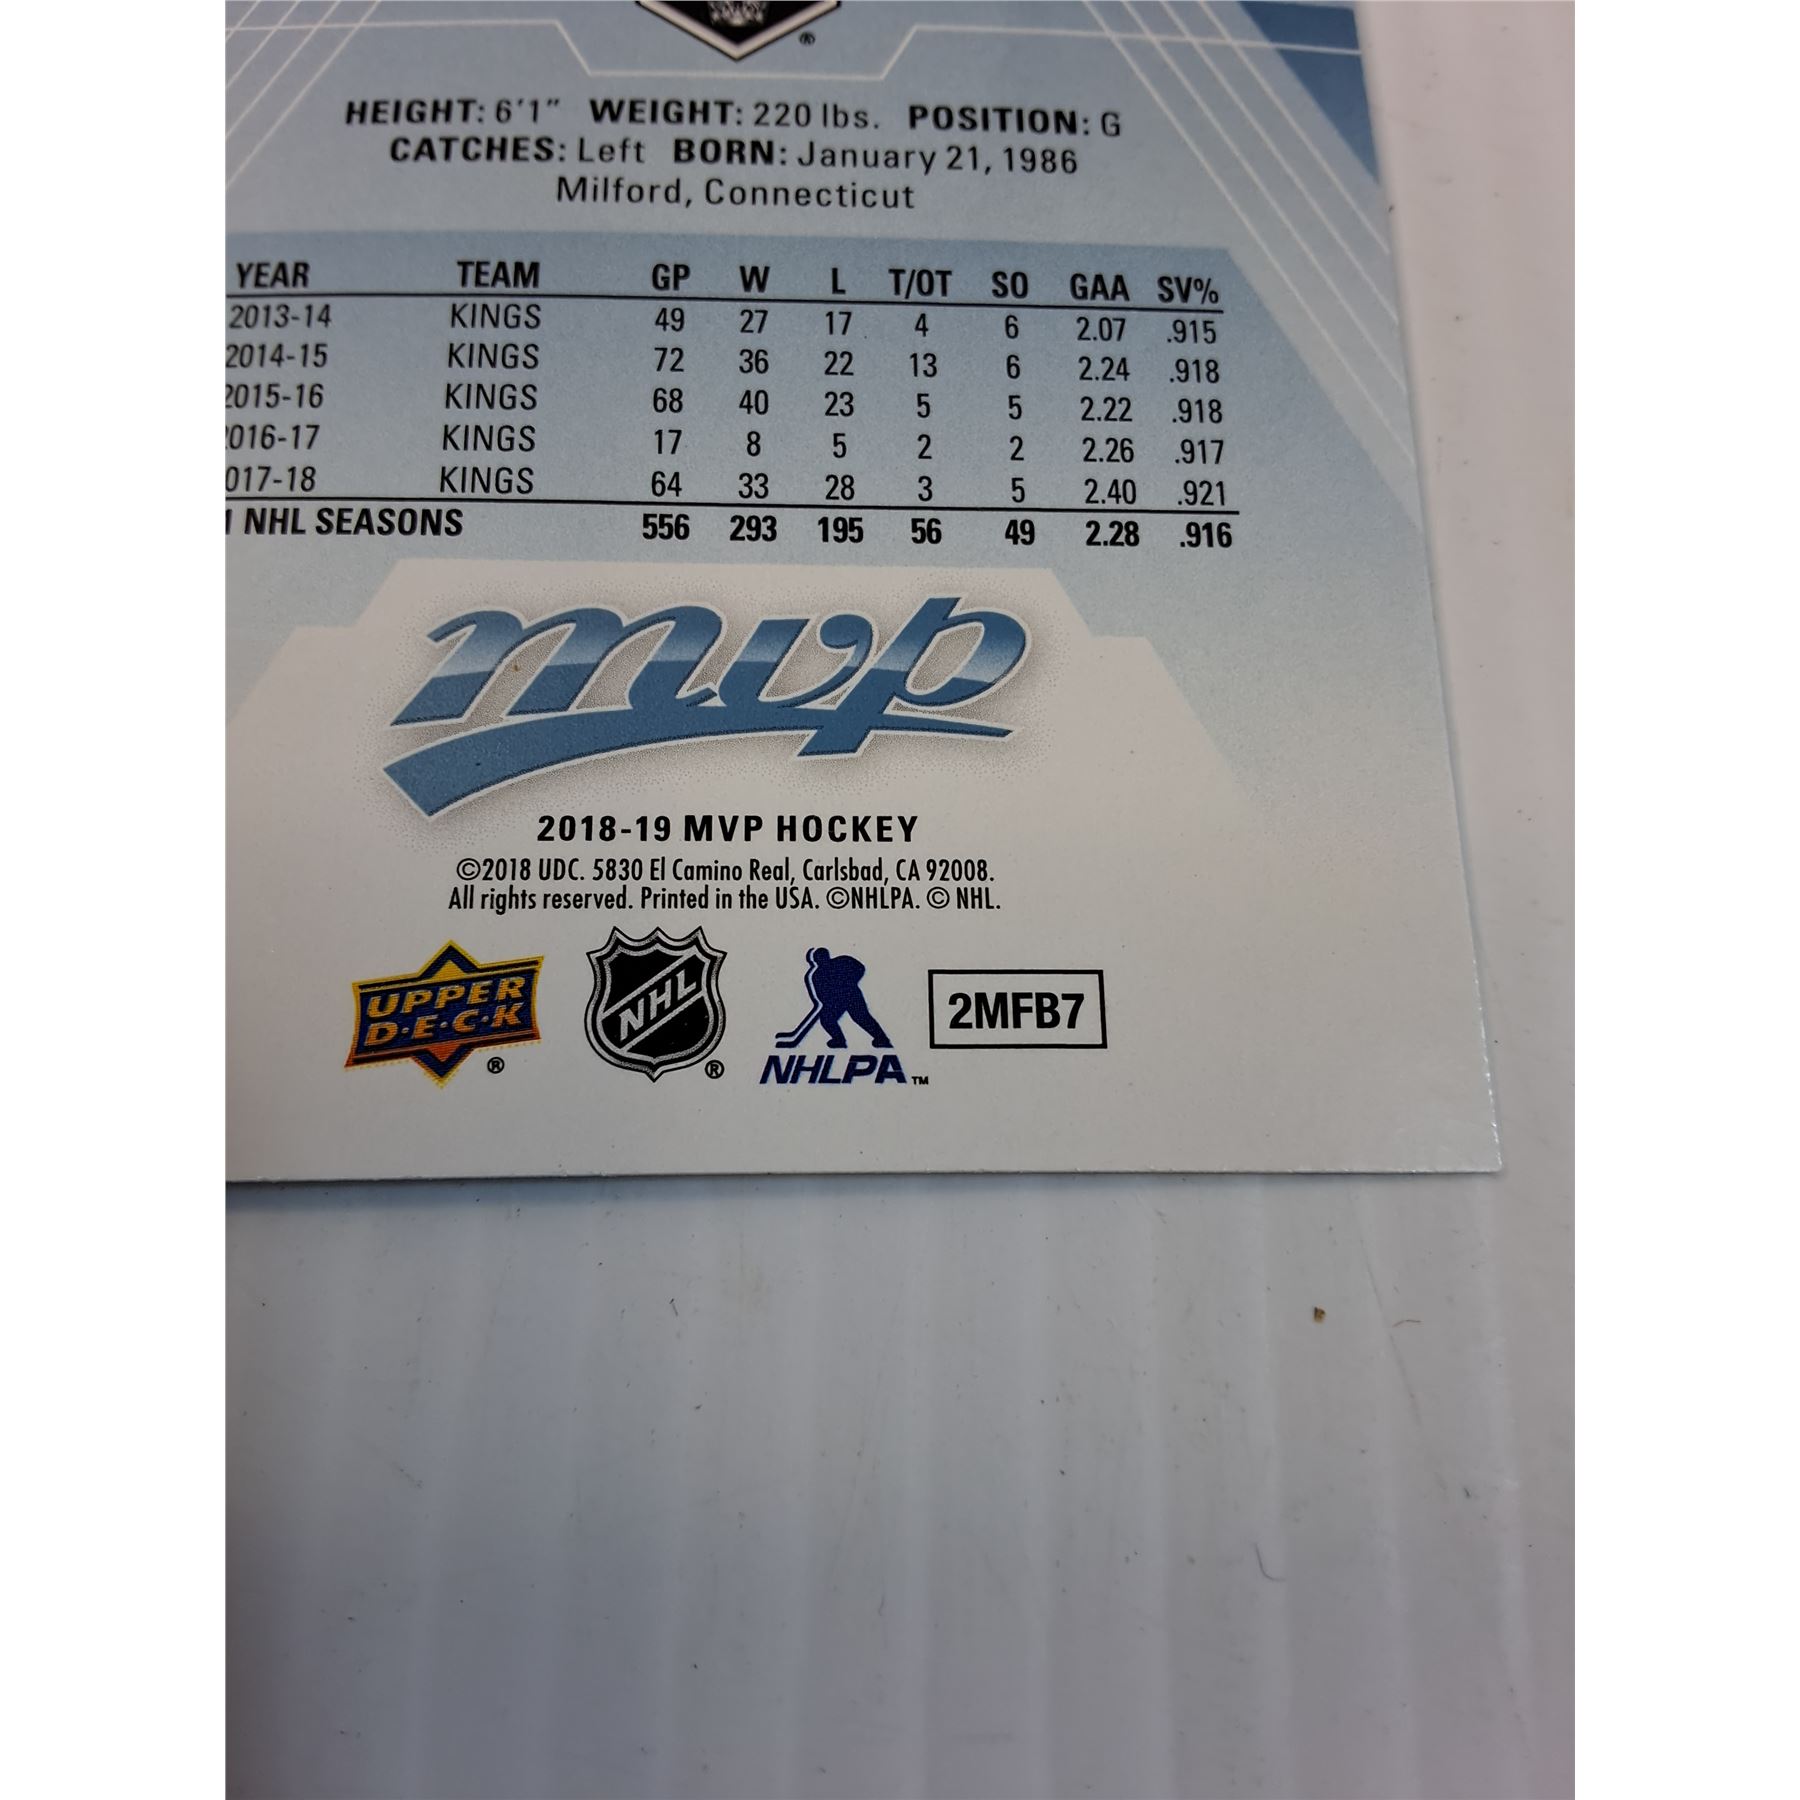 ®
HEIGHT: 6'1" WEIGHT: 220 lbs. POSITION: G
CATCHES: Left BORN: January 21, 1986
Milford, Connecticut
YEAR TEAM GP W L T/OT SO GAA SV%
2013-14 KINGS 49 27 17 4 6 2.07 .915
2014-15 KINGS 72 36 22 13 6 2.24 .918
2015-16 KINGS 68 40 23 5 5 2.22 .918
016-17 KINGS 17 8 5 2 2 2.26 .917
017-18 KINGS 64 33 28 3 5 2.40 .921
1 NHL SEASONS 556 293 195 56 49 2.28 .916
mvp
2018-19 MVP HOCKEY
©2018 UDC. 5830 El Camino Real, Carlsbad, CA 92008.
All rights reserved. Printed in the USA. ©NHLPA. © NHL.
UPPER
D·E·C·K ®
NHL ®
NHLPA ™
2MFB7